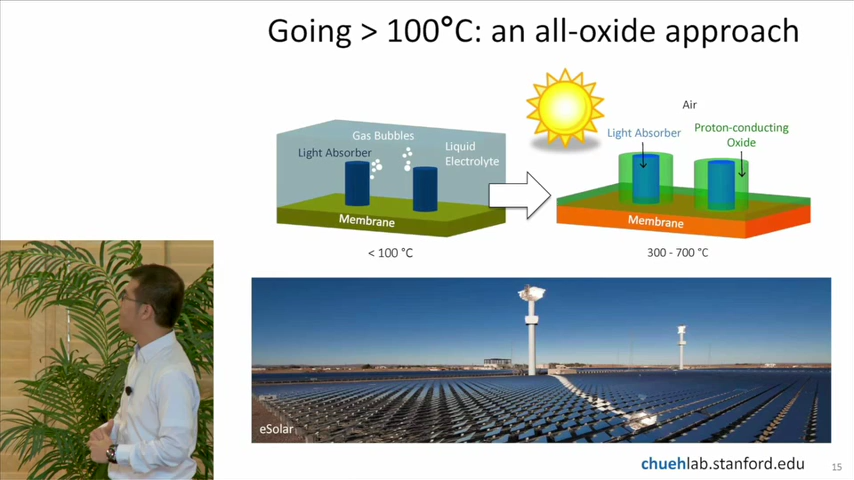 Going > 100°C: an all-oxide approach
Air
Gas Bubbles
Light Absorber
Liquid
Electrolyte
Membrane
< 100 °C
Light Absorber
Proton-conducting
Oxide
Membrane
300 - 700 °C
eSolar
chuehlab.stanford.edu
15